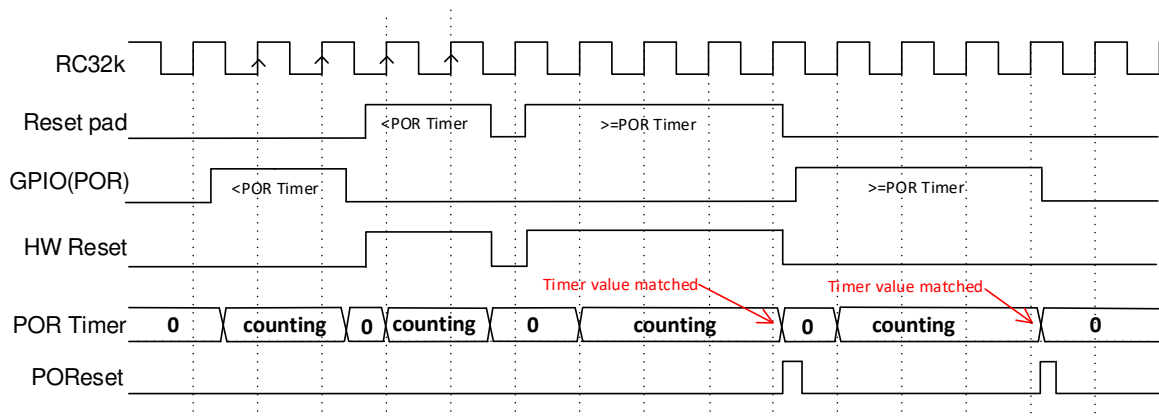 RC32k
Reset pad
<POR Timer
>=POR Timer
GPIO(POR)
<POR Timer
>=POR Timer
HW Reset
Timer value matched
Timer value matched
POR Timer
0
counting
0
counting
0
counting
0
counting
0
POReset